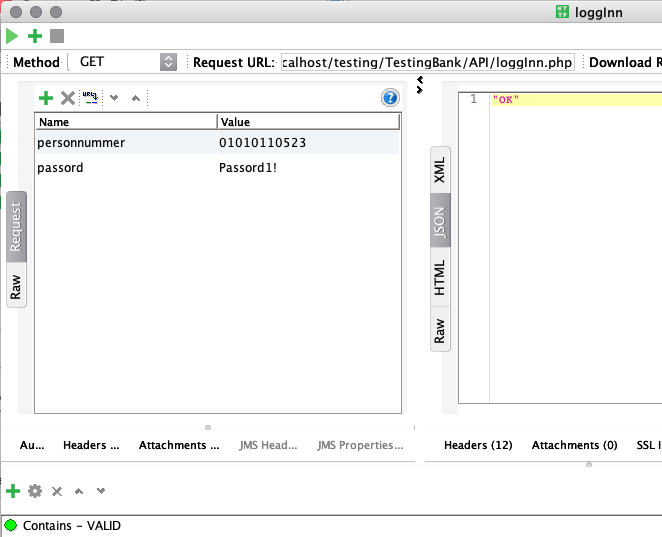 loggInn
Method GET Request URL: calhost/testing/TestingBank/API/loggInn.php Download R
URL
Name Value
personnummer 01010110523
passord Passord1!
Request
Raw
1 "OK"
XML
JSON
HTML
Raw
Au... Headers ... Attachments ... JMS Head... JMS Properties...
Headers (12) Attachments (0) SSL I
Contains - VALID